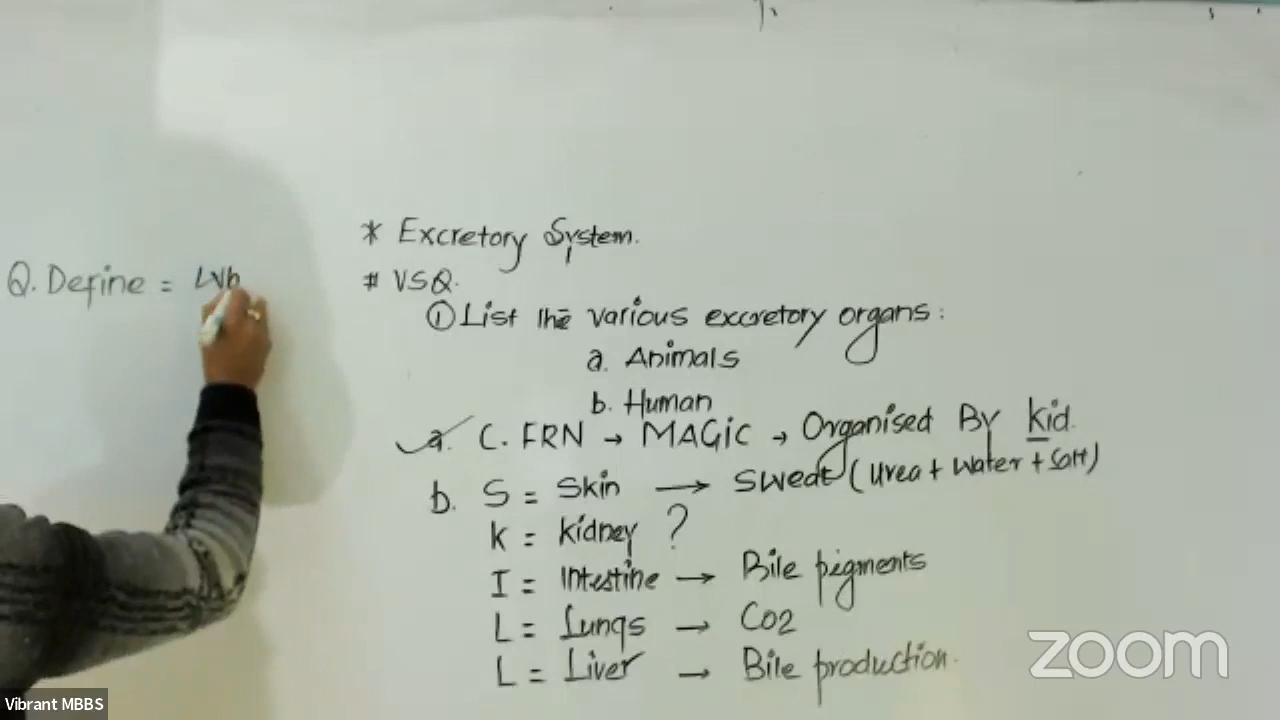 * Excretory System.
Q. Define =
# VSQ.
① List the various excretory organs:
a. Animals
b. Human
a. C. FRN → MAGiC → Organised By kid.
b. S = Skin → Sweat (Urea + Water + Salt)
K = kidney ?
I = Intestine → Bile pigments
L = Lungs → CO2
L = Liver → Bile production.
zoom
Vibrant MBBS